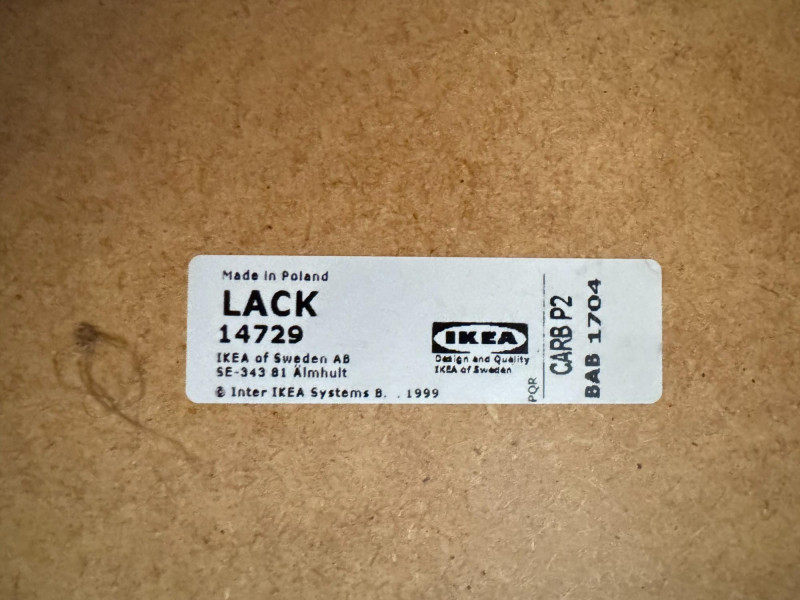 Made in Poland
LACK
14729
IKEA of Sweden AB
SE-343 81 Älmhult
© Inter IKEA Systems B. . 1999
IKEA
Design and Quality
IKEA of Sweden
PQR
CARB P2
BAB 1704